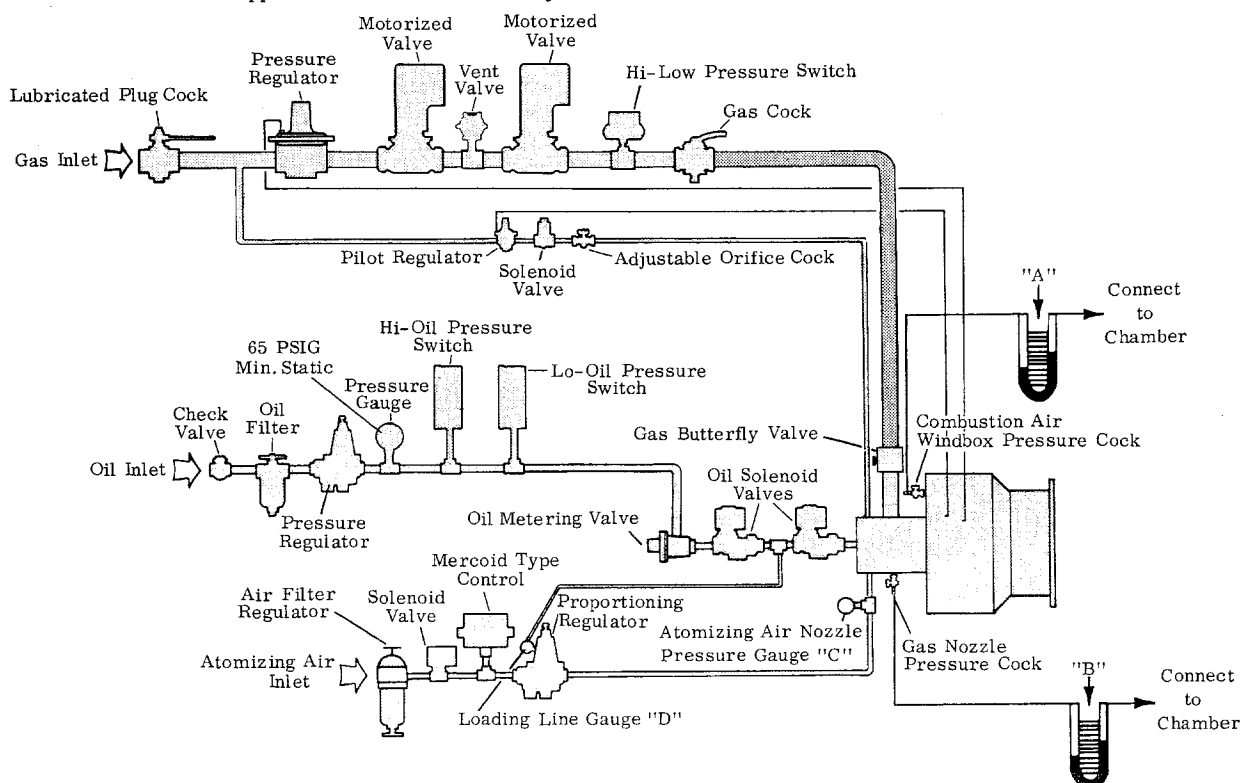 Motorized
Valve
Motorized
Valve
Pressure
Regulator
Vent
Valve
Hi-Low Pressure Switch
Lubricated Plug Cock
Gas Cock
Gas Inlet
Pilot Regulator
Solenoid
Valve
Adjustable Orifice Cock
"A"
Connect
to
Chamber
Hi-Oil Pressure
Switch
65 PSIG
Min. Static
Lo-Oil Pressure
Switch
Pressure
Gauge
Check
Valve
Oil
Filter
Combustion Air
Windbox Pressure Cock
Gas Butterfly Valve
Oil Inlet
Oil Solenoid
Valves
Pressure
Regulator
Oil Metering Valve
Mercoid Type
Control
Air Filter
Regulator
Solenoid
Valve
Proportioning
Regulator
Atomizing Air Nozzle
Pressure Gauge "C"
Gas Nozzle
Pressure Cock
Atomizing Air
Inlet
Loading Line Gauge "D"
"B"
Connect
to
Chamber